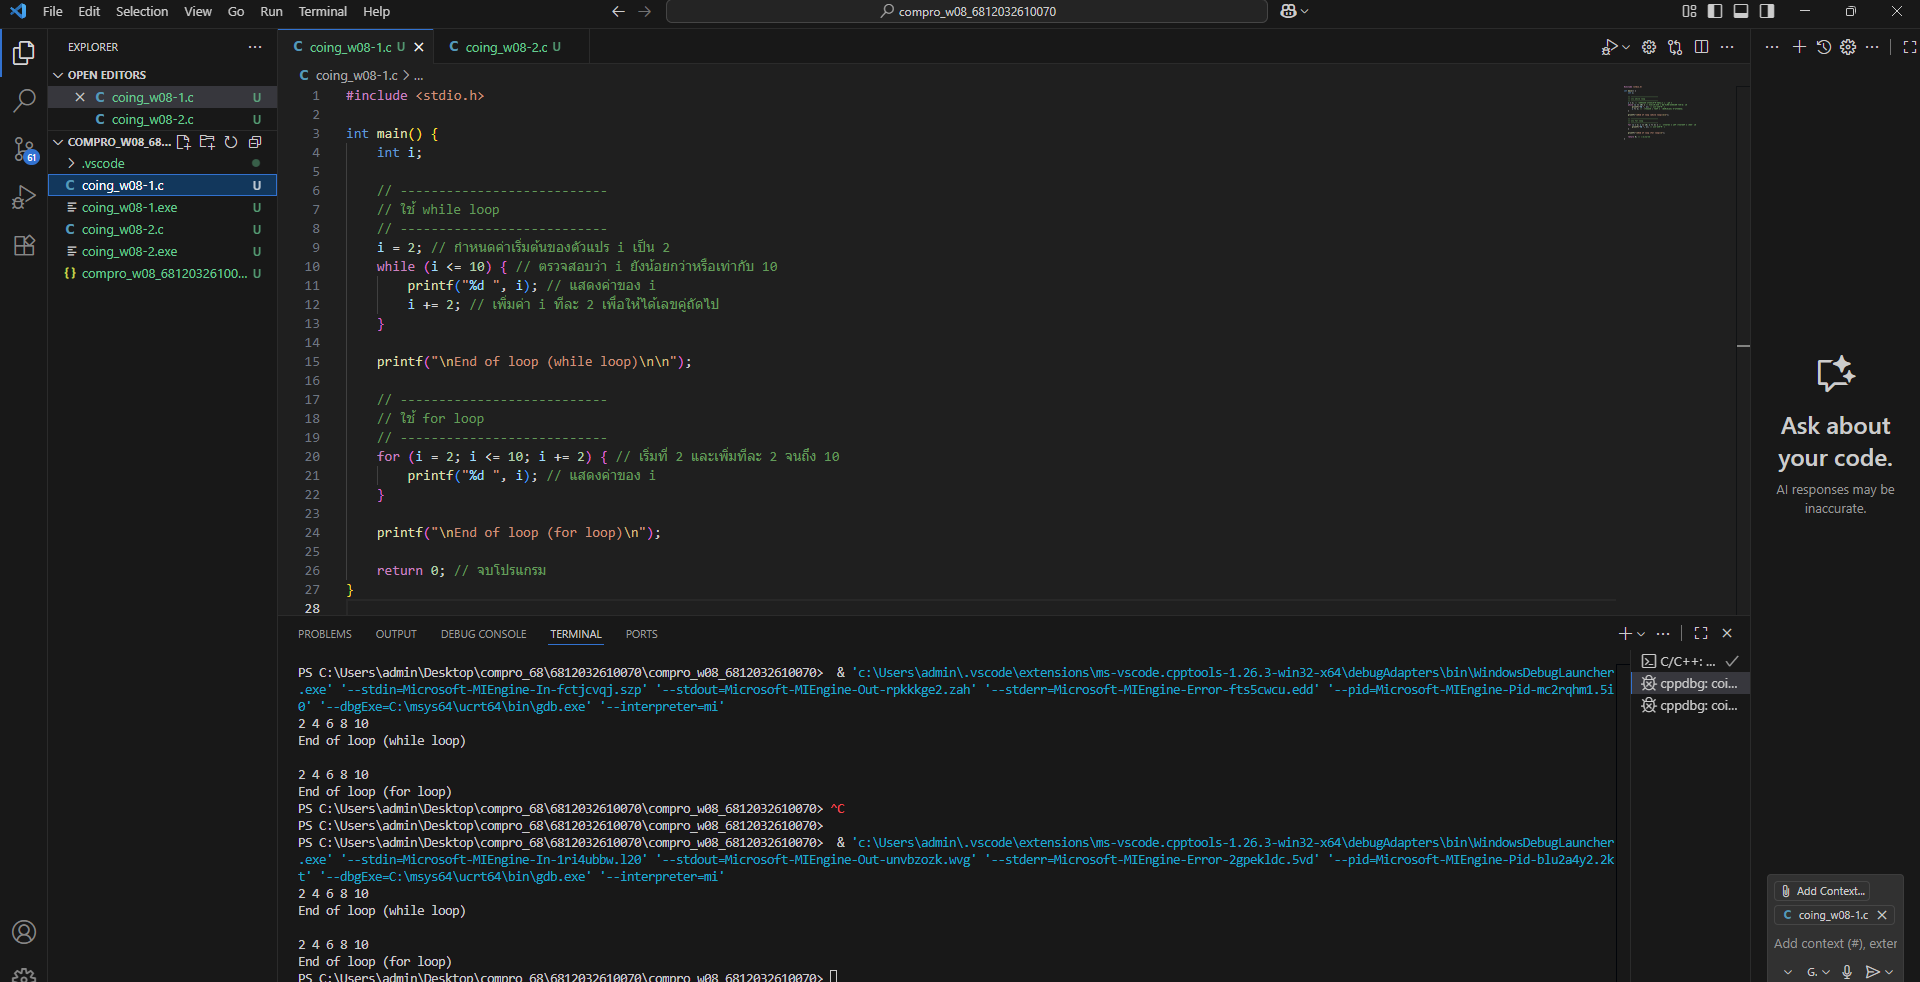 File Edit Selection View Go Run Terminal Help
compro_w08_6812032610070
EXPLORER
OPEN EDITORS
coing_w08-1.c U
coing_w08-2.c U
COMPRO_W08_68...
.vscode
coing_w08-1.c U
coing_w08-1.exe U
coing_w08-2.c U
coing_w08-2.exe U
{} compro_w08_68120326100... U
61
coing_w08-1.c U
coing_w08-2.c U
coing_w08-1.c > ...
1 #include <stdio.h>
2
3 int main() {
4 int i;
5
6 // ---------------------------
7 // ใช้ while loop
8 // ---------------------------
9 i = 2; // กำหนดค่าเริ่มต้นของตัวแปร i เป็น 2
10 while (i <= 10) { // ตรวจสอบว่า i ยังน้อยกว่าหรือเท่ากับ 10
11 printf("%d ", i); // แสดงค่าของ i
12 i += 2; // เพิ่มค่า i ทีละ 2 เพื่อให้ได้เลขคู่ถัดไป
13 }
14
15 printf("\nEnd of loop (while loop)\n\n");
16
17 // ---------------------------
18 // ใช้ for loop
19 // ---------------------------
20 for (i = 2; i <= 10; i += 2) { // เริ่มที่ 2 และเพิ่มทีละ 2 จนถึง 10
21 printf("%d ", i); // แสดงค่าของ i
22 }
23
24 printf("\nEnd of loop (for loop)\n");
25
26 return 0; // จบโปรแกรม
27 }
28
PROBLEMS OUTPUT DEBUG CONSOLE TERMINAL PORTS
PS C:\Users\admin\Desktop\compro_68\6812032610070\compro_w08_6812032610070> & 'c:\Users\admin\.vscode\extensions\ms-vscode.cpptools-1.26.3-win32-x64\debugAdapters\bin\WindowsDebugLauncher
.exe' '--stdin=Microsoft-MIEngine-In-fctjcvqj.szp' '--stdout=Microsoft-MIEngine-Out-rpkkkge2.zah' '--stderr=Microsoft-MIEngine-Error-fts5cwcu.edd' '--pid=Microsoft-MIEngine-Pid-mc2rqhm1.5i
0' '--dbgExe=C:\msys64\ucrt64\bin\gdb.exe' '--interpreter=mi'
2 4 6 8 10
End of loop (while loop)

2 4 6 8 10
End of loop (for loop)
PS C:\Users\admin\Desktop\compro_68\6812032610070\compro_w08_6812032610070> ^C
PS C:\Users\admin\Desktop\compro_68\6812032610070\compro_w08_6812032610070>
PS C:\Users\admin\Desktop\compro_68\6812032610070\compro_w08_6812032610070> & 'c:\Users\admin\.vscode\extensions\ms-vscode.cpptools-1.26.3-win32-x64\debugAdapters\bin\WindowsDebugLauncher
.exe' '--stdin=Microsoft-MIEngine-In-1ri4ubbw.l20' '--stdout=Microsoft-MIEngine-Out-unvbzozk.wvg' '--stderr=Microsoft-MIEngine-Error-2gpekldc.5vd' '--pid=Microsoft-MIEngine-Pid-blu2a4y2.2k
t' '--dbgExe=C:\msys64\ucrt64\bin\gdb.exe' '--interpreter=mi'
2 4 6 8 10
End of loop (while loop)

2 4 6 8 10
End of loop (for loop)
PS C:\Users\admin\Desktop\compro_68\6812032610070\compro_w08_6812032610070>
C/C++: ...
cppdbg: coi...
cppdbg: coi...
Ask about
your code.
AI responses may be
inaccurate.
Add Context...
C coing_w08-1.c
Add context (#), exter
G.